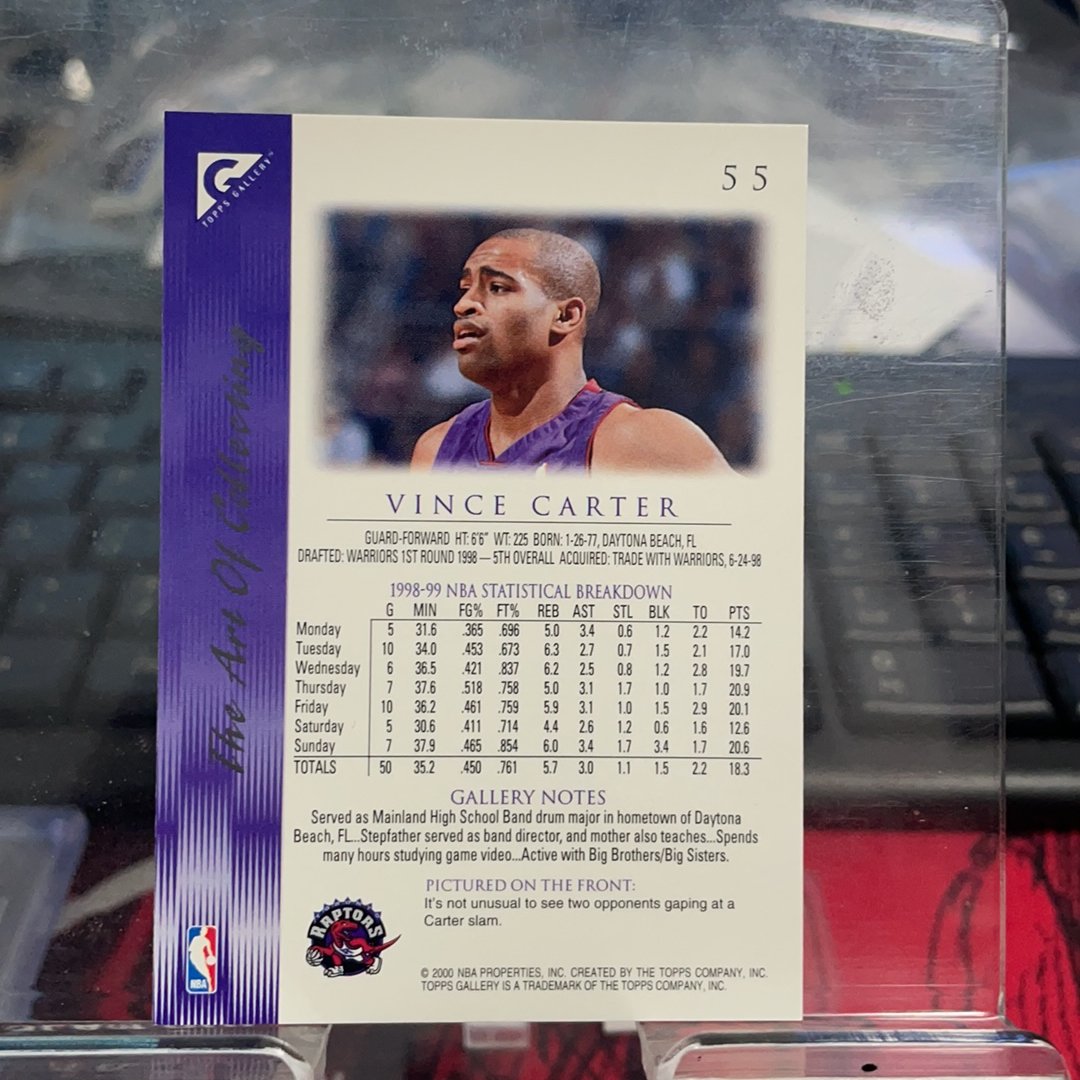 G
TOPPS GALLERY™
The Art Of Collecting
55
VINCE CARTER
GUARD-FORWARD HT: 6'6" WT: 225 BORN: 1-26-77, DAYTONA BEACH, FL
DRAFTED: WARRIORS 1ST ROUND 1998 — 5TH OVERALL ACQUIRED: TRADE WITH WARRIORS, 6-24-98
1998-99 NBA STATISTICAL BREAKDOWN
G MIN FG% FT% REB AST STL BLK TO PTS
Monday 5 31.6 .365 .696 5.0 3.4 0.6 1.2 2.2 14.2
Tuesday 10 34.0 .453 .673 6.3 2.7 0.7 1.5 2.1 17.0
Wednesday 6 36.5 .421 .837 6.2 2.5 0.8 1.2 2.8 19.7
Thursday 7 37.6 .518 .758 5.0 3.1 1.7 1.0 1.7 20.9
Friday 10 36.2 .461 .759 5.9 3.1 1.0 1.5 2.9 20.1
Saturday 5 30.6 .411 .714 4.4 2.6 1.2 0.6 1.6 12.6
Sunday 7 37.9 .465 .854 6.0 3.4 1.7 3.4 1.7 20.6
TOTALS 50 35.2 .450 .761 5.7 3.0 1.1 1.5 2.2 18.3
GALLERY NOTES
Served as Mainland High School Band drum major in hometown of Daytona
Beach, FL...Stepfather served as band director, and mother also teaches...Spends
many hours studying game video...Active with Big Brothers/Big Sisters.
PICTURED ON THE FRONT:
It's not unusual to see two opponents gaping at a
Carter slam.
RAPTORS
NBA
© 2000 NBA PROPERTIES, INC. CREATED BY THE TOPPS COMPANY, INC.
TOPPS GALLERY IS A TRADEMARK OF THE TOPPS COMPANY, INC.